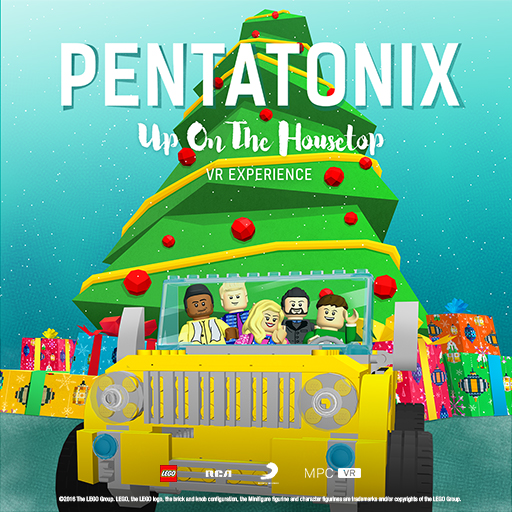 PENTATONIX
Up On The Housetop
VR EXPERIENCE
LEGO RCA MPC VR
©2016 The LEGO Group. LEGO, the LEGO logo, the brick and knob configuration, the Minifigure figurine and character figurines are trademarks and/or copyrights of the LEGO Group.